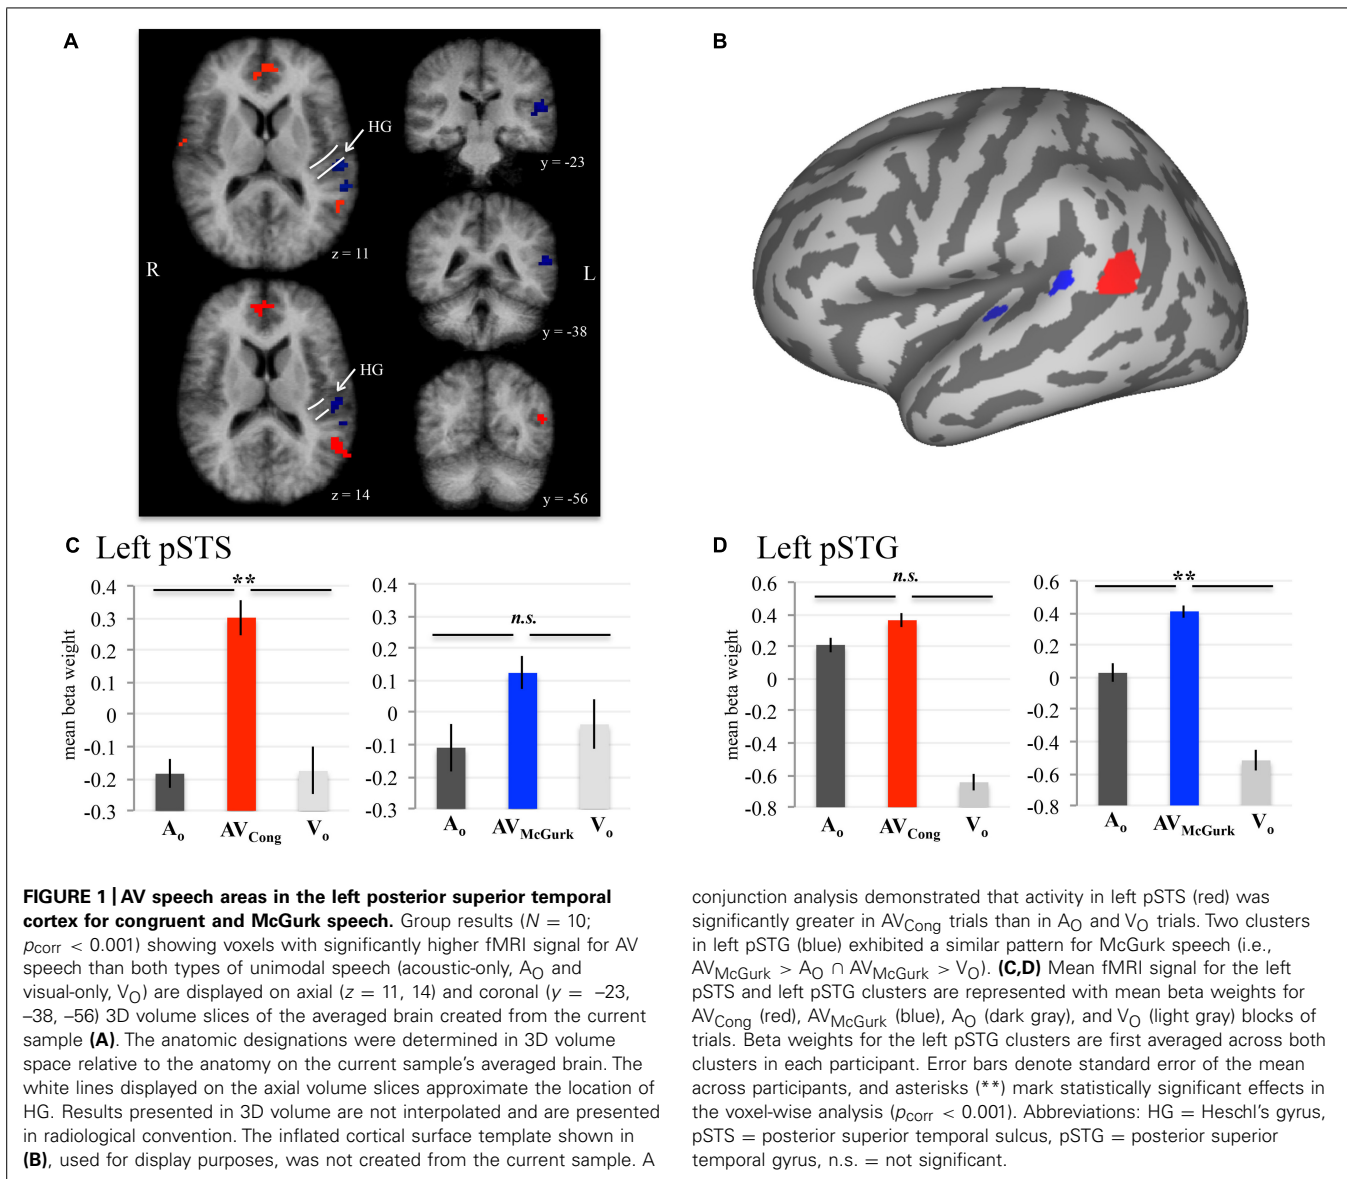 A
HG
z = 11
R
HG
z = 14
y = -23
L
y = -38
y = -56
B
C Left pSTS
mean beta weight
0.4
0.3
0.2
0.1
0
-0.1
-0.2
-0.3
**
Ao AVCong Vo
0.4
0.3
0.2
0.1
0
-0.1
-0.2
-0.3
n.s.
Ao AVMcGurk Vo
D Left pSTG
mean beta weight
0.6
0.4
0.2
0
-0.2
-0.4
-0.6
-0.8
n.s.
Ao AVCong Vo
0.6
0.4
0.2
0
-0.2
-0.4
-0.6
-0.8
**
Ao AVMcGurk Vo
FIGURE 1 | AV speech areas in the left posterior superior temporal
cortex for congruent and McGurk speech. Group results (N = 10;
pcorr < 0.001) showing voxels with significantly higher fMRI signal for AV
speech than both types of unimodal speech (acoustic-only, AO and
visual-only, VO) are displayed on axial (z = 11, 14) and coronal (y = –23,
–38, –56) 3D volume slices of the averaged brain created from the current
sample (A). The anatomic designations were determined in 3D volume
space relative to the anatomy on the current sample's averaged brain. The
white lines displayed on the axial volume slices approximate the location of
HG. Results presented in 3D volume are not interpolated and are presented
in radiological convention. The inflated cortical surface template shown in
(B), used for display purposes, was not created from the current sample. A
conjunction analysis demonstrated that activity in left pSTS (red) was
significantly greater in AVCong trials than in AO and VO trials. Two clusters
in left pSTG (blue) exhibited a similar pattern for McGurk speech (i.e.,
AVMcGurk > AO ∩ AVMcGurk > VO). (C,D) Mean fMRI signal for the left
pSTS and left pSTG clusters are represented with mean beta weights for
AVCong (red), AVMcGurk (blue), AO (dark gray), and VO (light gray) blocks of
trials. Beta weights for the left pSTG clusters are first averaged across both
clusters in each participant. Error bars denote standard error of the mean
across participants, and asterisks (**) mark statistically significant effects in
the voxel-wise analysis (pcorr < 0.001). Abbreviations: HG = Heschl's gyrus,
pSTS = posterior superior temporal sulcus, pSTG = posterior superior
temporal gyrus, n.s. = not significant.